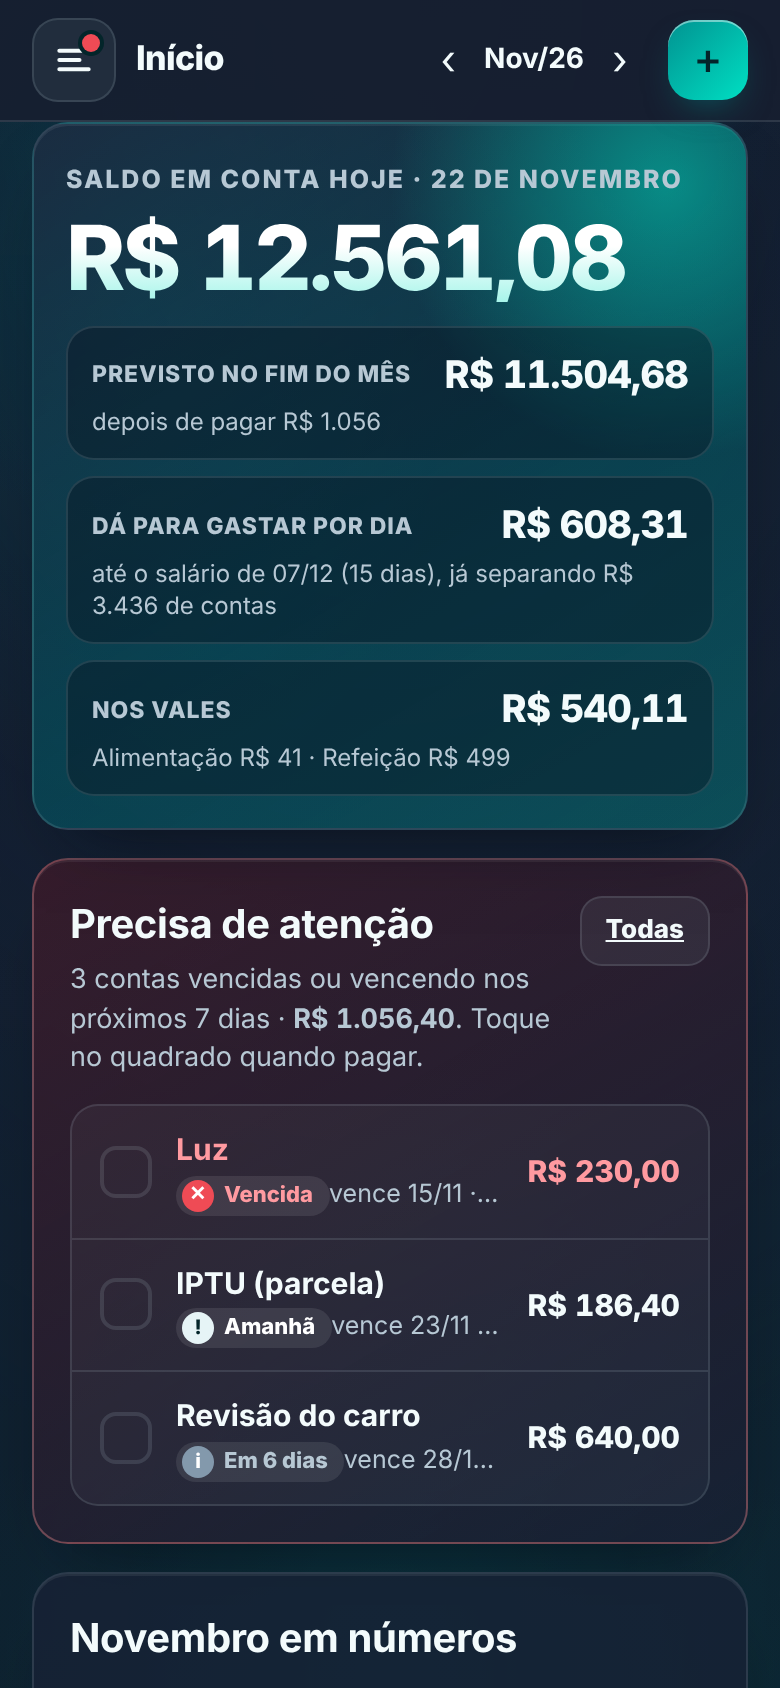 Início
‹ Nov/26 ›
+
SALDO EM CONTA HOJE · 22 DE NOVEMBRO
R$ 12.561,08
PREVISTO NO FIM DO MÊS R$ 11.504,68
depois de pagar R$ 1.056
DÁ PARA GASTAR POR DIA R$ 608,31
até o salário de 07/12 (15 dias), já separando R$
3.436 de contas
NOS VALES R$ 540,11
Alimentação R$ 41 · Refeição R$ 499
Precisa de atenção Todas
3 contas vencidas ou vencendo nos
próximos 7 dias · R$ 1.056,40. Toque
no quadrado quando pagar.
Luz R$ 230,00
Vencida vence 15/11 ·...
IPTU (parcela) R$ 186,40
! Amanhã vence 23/11 ...
Revisão do carro R$ 640,00
i Em 6 dias vence 28/1...
Novembro em números